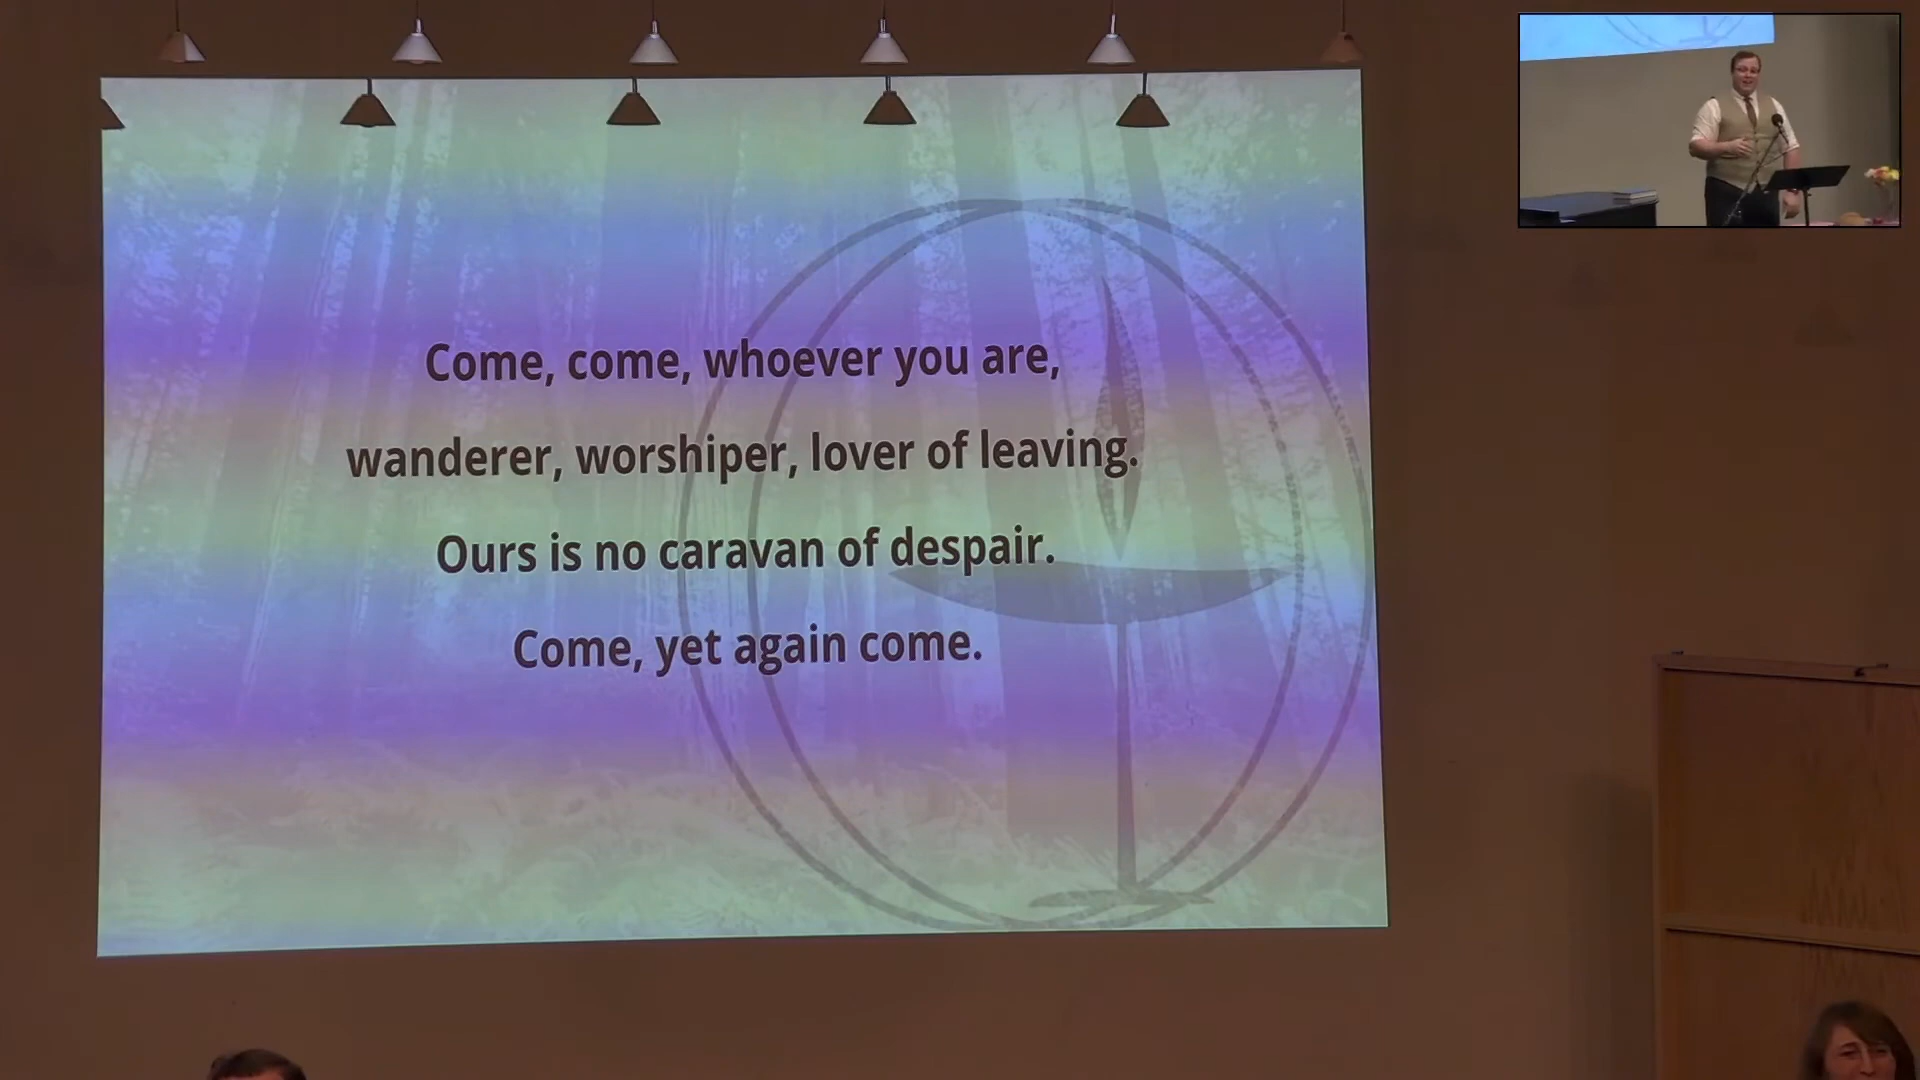 Come, come, whoever you are,
wanderer, worshiper, lover of leaving.
Ours is no caravan of despair.
Come, yet again come.